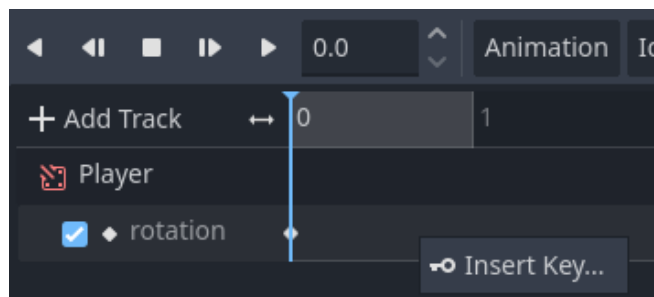 0.0 Animation
Add Track 0 1
Player
rotation
Insert Key...